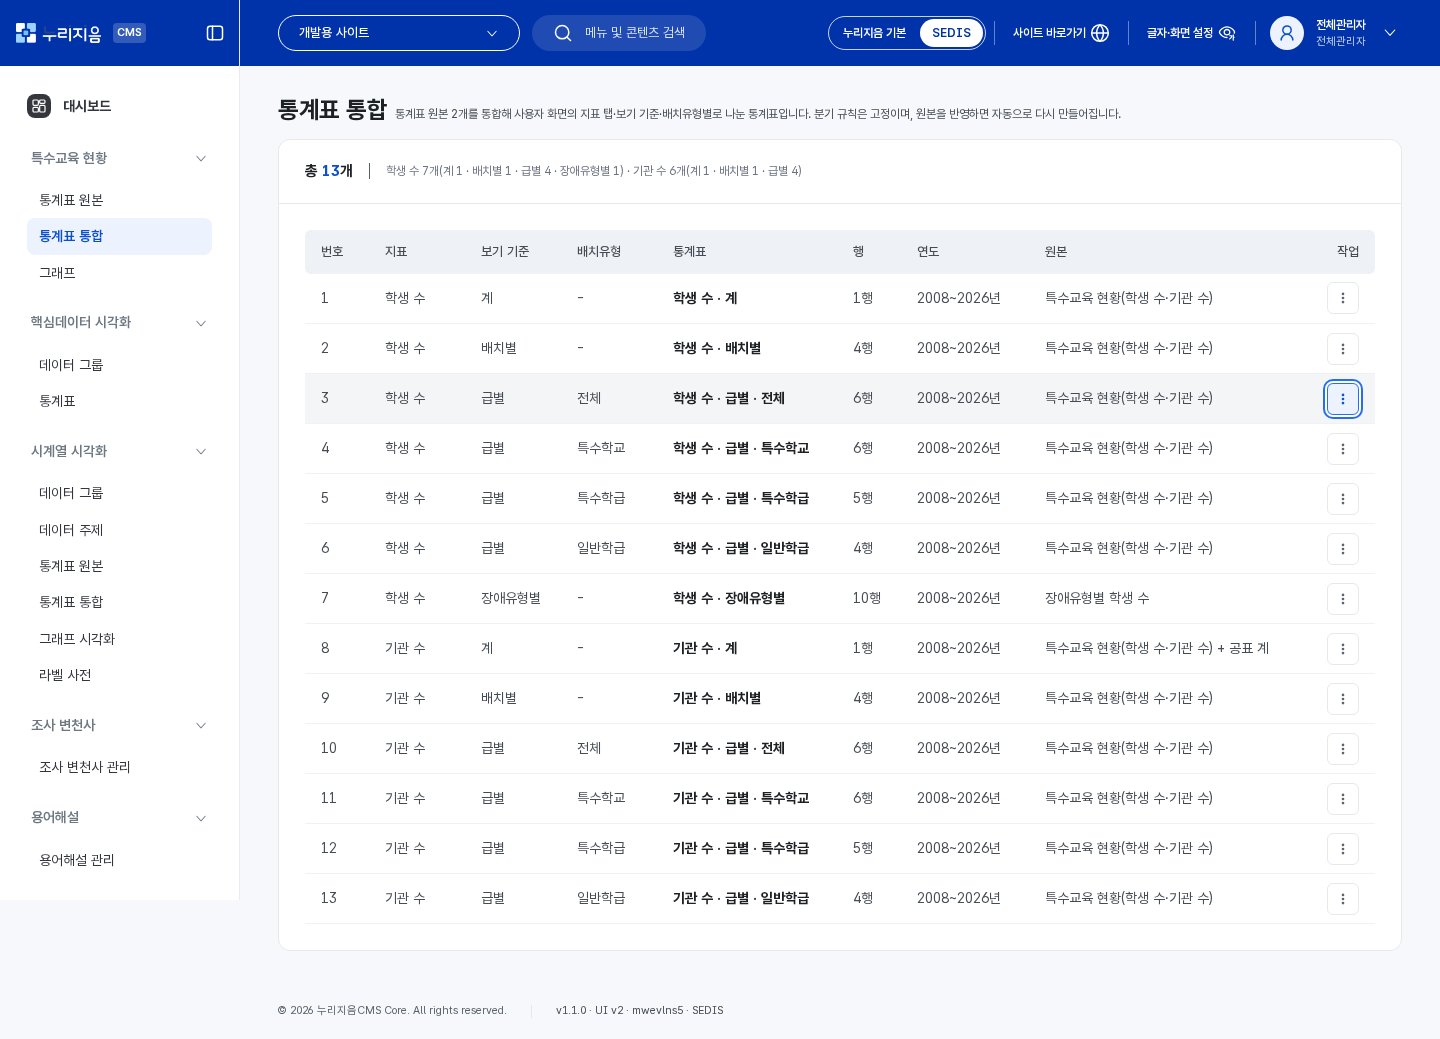 누리지음 CMS
개발용 사이트
메뉴 및 콘텐츠 검색
누리지음 기본 SEDIS
사이트 바로가기
글자·화면 설정
전체관리자
전체관리자
대시보드
특수교육 현황
통계표 원본
통계표 통합
그래프
핵심데이터 시각화
데이터 그룹
통계표
시계열 시각화
데이터 그룹
데이터 주제
통계표 원본
통계표 통합
그래프 시각화
라벨 사전
조사 변천사
조사 변천사 관리
용어해설
용어해설 관리
통계표 통합 통계표 원본 2개를 통합해 사용자 화면의 지표 탭·보기 기준·배치유형별로 나눈 통계표입니다. 분기 규칙은 고정이며, 원본을 반영하면 자동으로 다시 만들어집니다.
총 13개 학생 수 7개(계 1 · 배치별 1 · 급별 4 · 장애유형별 1) · 기관 수 6개(계 1 · 배치별 1 · 급별 4)
번호 지표 보기 기준 배치유형 통계표 행 연도 원본 작업
1 학생 수 계 - 학생 수 · 계 1행 2008~2026년 특수교육 현황(학생 수·기관 수)
2 학생 수 배치별 - 학생 수 · 배치별 4행 2008~2026년 특수교육 현황(학생 수·기관 수)
3 학생 수 급별 전체 학생 수 · 급별 · 전체 6행 2008~2026년 특수교육 현황(학생 수·기관 수)
4 학생 수 급별 특수학교 학생 수 · 급별 · 특수학교 6행 2008~2026년 특수교육 현황(학생 수·기관 수)
5 학생 수 급별 특수학급 학생 수 · 급별 · 특수학급 5행 2008~2026년 특수교육 현황(학생 수·기관 수)
6 학생 수 급별 일반학급 학생 수 · 급별 · 일반학급 4행 2008~2026년 특수교육 현황(학생 수·기관 수)
7 학생 수 장애유형별 - 학생 수 · 장애유형별 10행 2008~2026년 장애유형별 학생 수
8 기관 수 계 - 기관 수 · 계 1행 2008~2026년 특수교육 현황(학생 수·기관 수) + 공표 계
9 기관 수 배치별 - 기관 수 · 배치별 4행 2008~2026년 특수교육 현황(학생 수·기관 수)
10 기관 수 급별 전체 기관 수 · 급별 · 전체 6행 2008~2026년 특수교육 현황(학생 수·기관 수)
11 기관 수 급별 특수학교 기관 수 · 급별 · 특수학교 6행 2008~2026년 특수교육 현황(학생 수·기관 수)
12 기관 수 급별 특수학급 기관 수 · 급별 · 특수학급 5행 2008~2026년 특수교육 현황(학생 수·기관 수)
13 기관 수 급별 일반학급 기관 수 · 급별 · 일반학급 4행 2008~2026년 특수교육 현황(학생 수·기관 수)
© 2026 누리지음CMS Core. All rights reserved. v1.1.0 · UI v2 · mwevlns5 · SEDIS